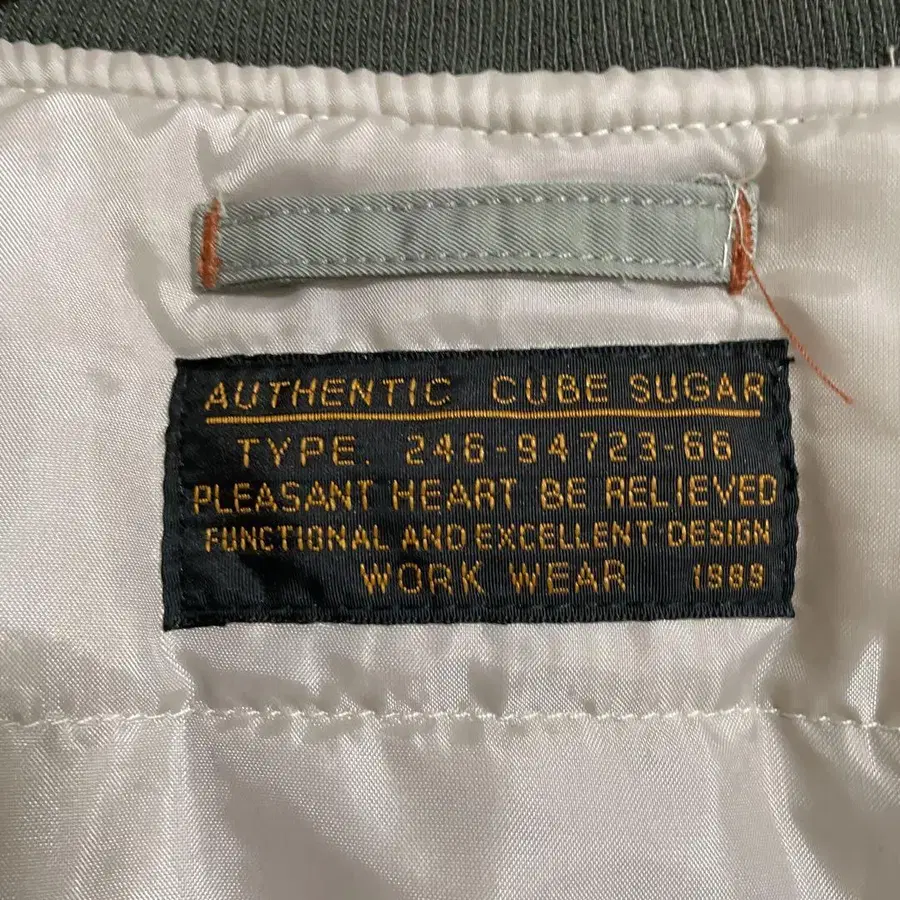 AUTHENTIC CUBE SUGAR
TYPE. 246-94723-66
PLEASANT HEART BE RELIEVED
FUNCTIONAL AND EXCELLENT DESIGN
WORK WEAR 1989